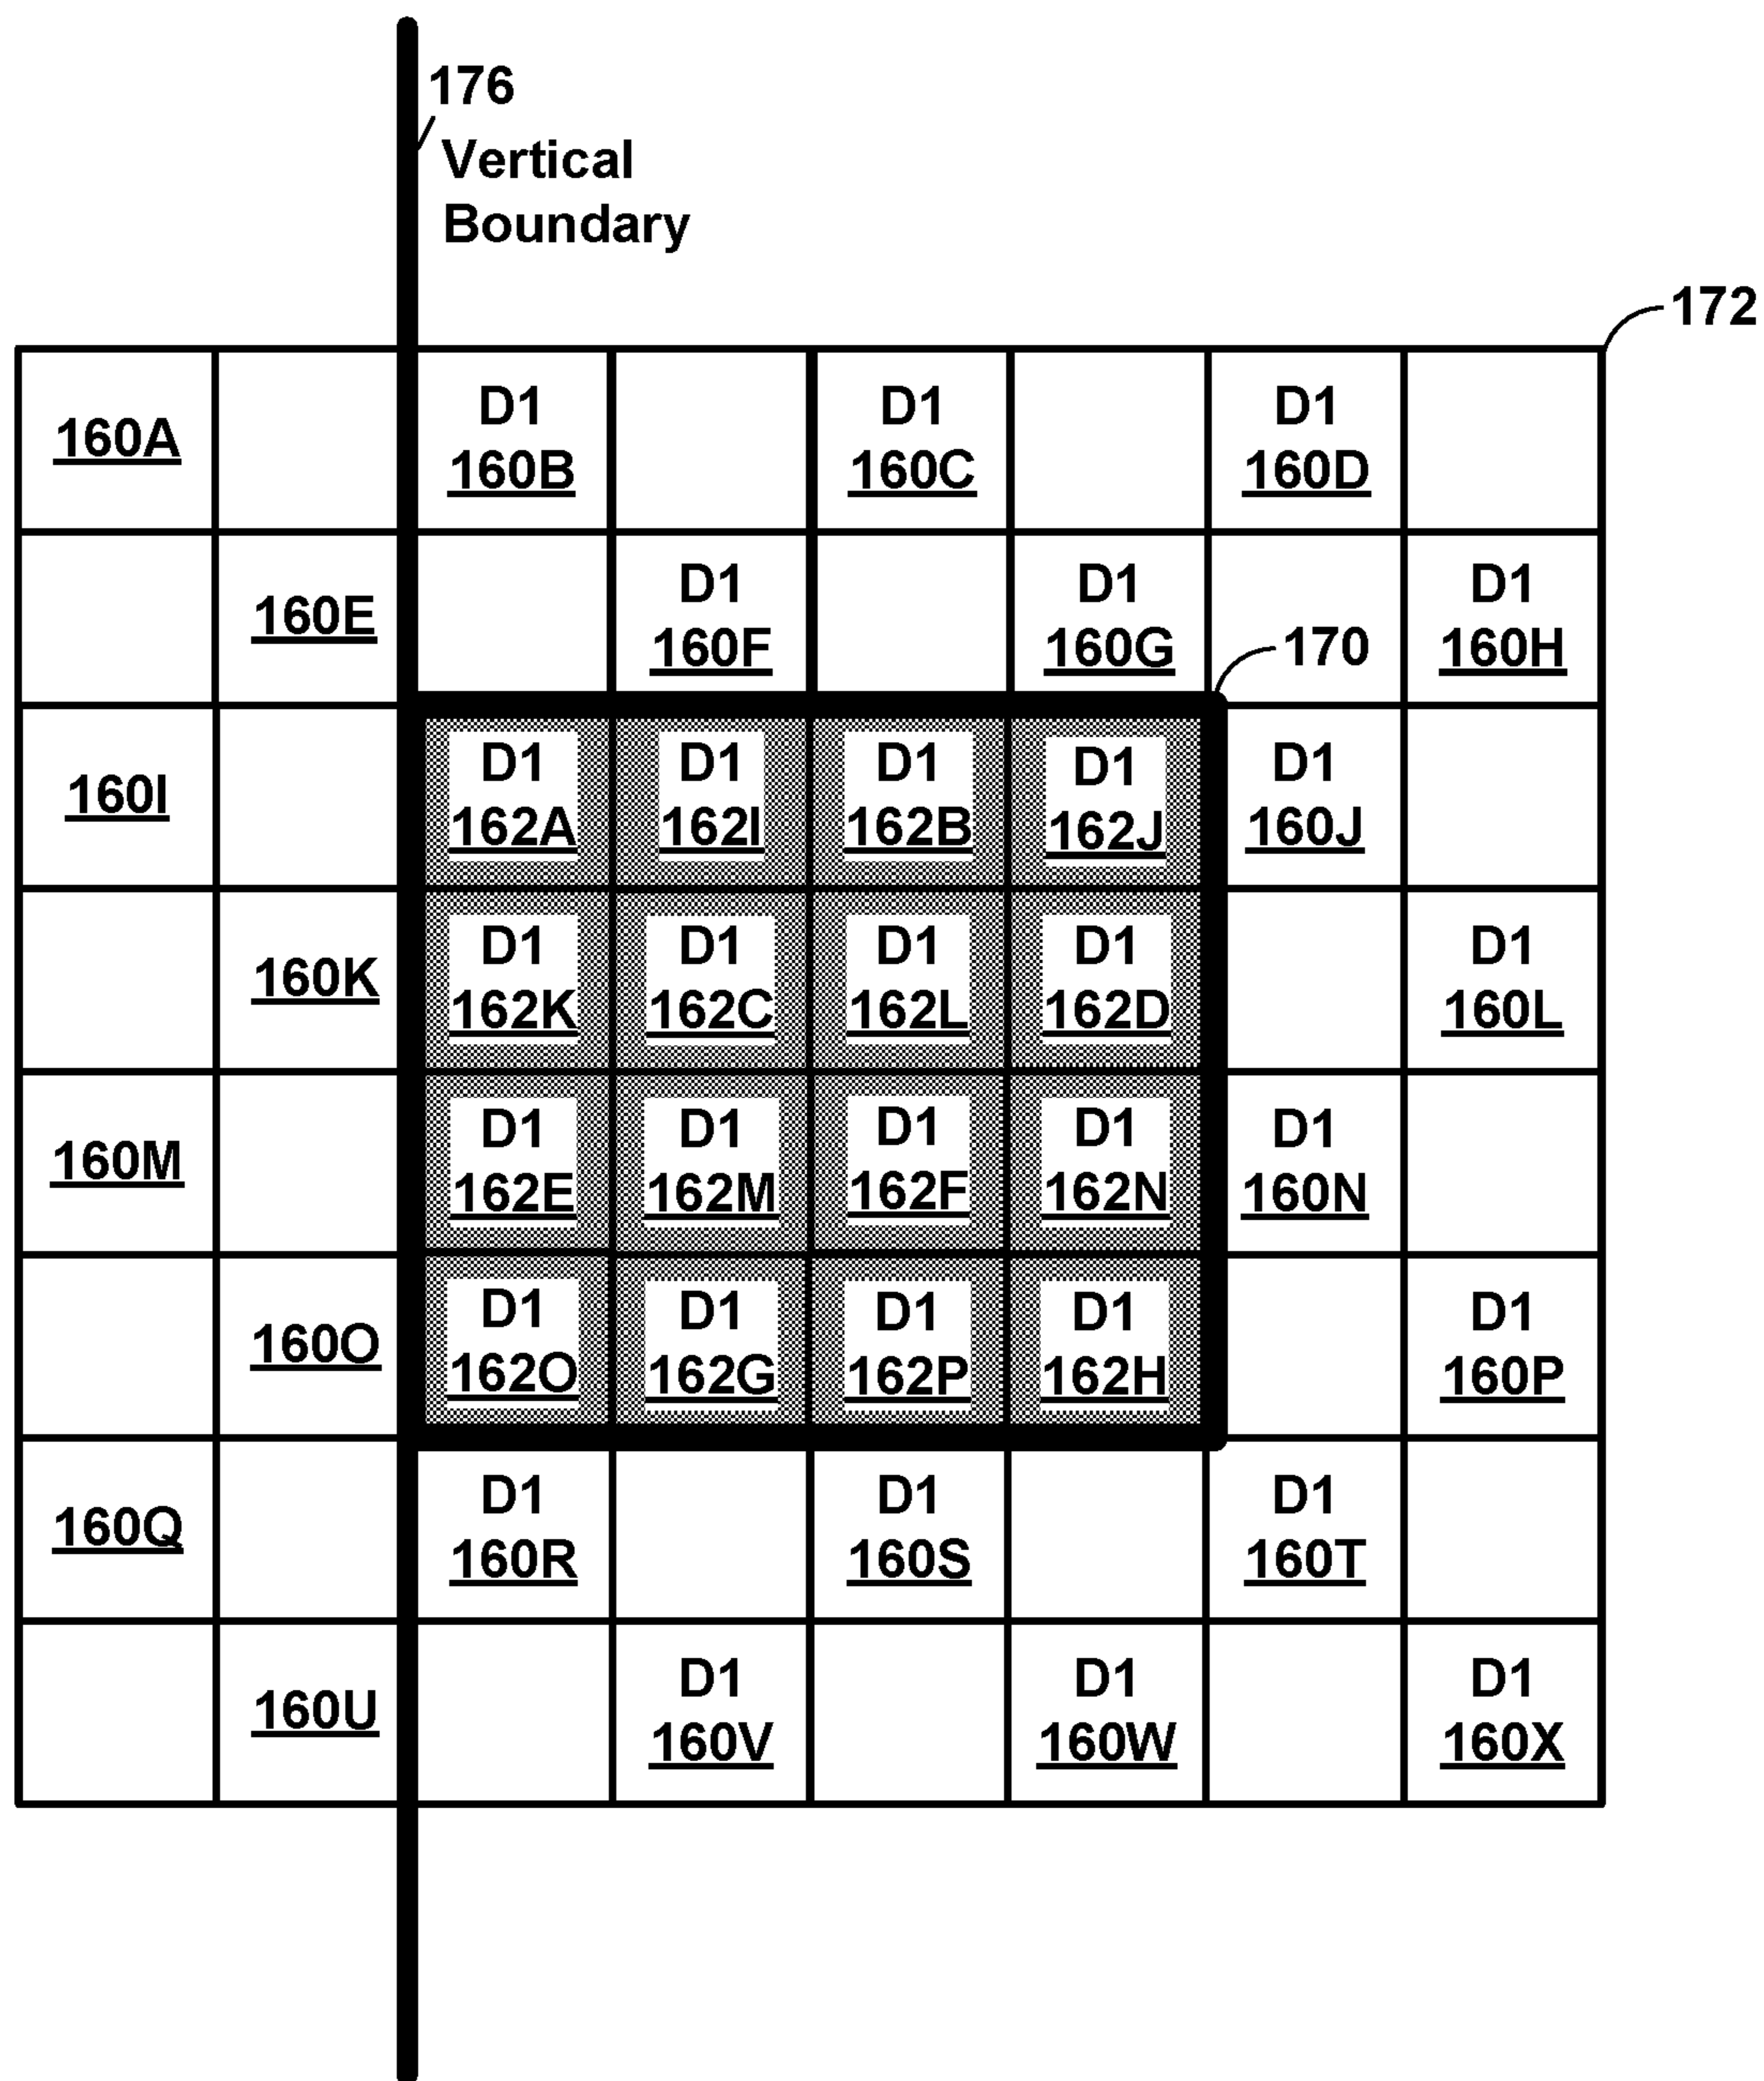 176
Vertical
Boundary
172
160A
D1
160B
D1
160C
D1
160D
160E
D1
160F
D1
160G
170
D1
160H
160I
D1
162A
D1
162I
D1
162B
D1
162J
D1
160J
160K
D1
162K
D1
162C
D1
162L
D1
162D
D1
160L
160M
D1
162E
D1
162M
D1
162F
D1
162N
D1
160N
160O
D1
162O
D1
162G
D1
162P
D1
162H
D1
160P
160Q
D1
160R
D1
160S
D1
160T
160U
D1
160V
D1
160W
D1
160X